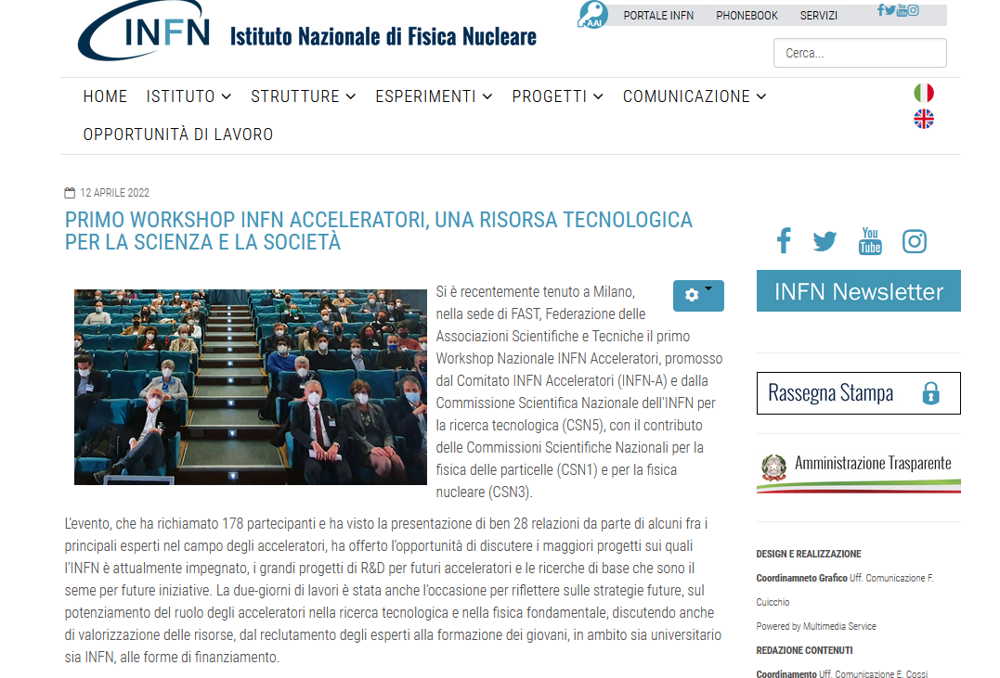 AAI
PORTALE INFN PHONEBOOK SERVIZI
INFN Istituto Nazionale di Fisica Nucleare
Cerca...
HOME ISTITUTO STRUTTURE ESPERIMENTI PROGETTI COMUNICAZIONE
OPPORTUNITÀ DI LAVORO
12 APRILE 2022
PRIMO WORKSHOP INFN ACCELERATORI, UNA RISORSA TECNOLOGICA
PER LA SCIENZA E LA SOCIETÀ
Si è recentemente tenuto a Milano,
nella sede di FAST, Federazione delle
Associazioni Scientifiche e Tecniche il primo
Workshop Nazionale INFN Acceleratori, promosso
dal Comitato INFN Acceleratori (INFN-A) e dalla
Commissione Scientifica Nazionale dell'INFN per
la ricerca tecnologica (CSN5), con il contributo
delle Commissioni Scientifiche Nazionali per la
fisica delle particelle (CSN1) e per la fisica
nucleare (CSN3).
L'evento, che ha richiamato 178 partecipanti e ha visto la presentazione di ben 28 relazioni da parte di alcuni fra i
principali esperti nel campo degli acceleratori, ha offerto l'opportunità di discutere i maggiori progetti sui quali
l'INFN è attualmente impegnato, i grandi progetti di R&D per futuri acceleratori e le ricerche di base che sono il
seme per future iniziative. La due-giorni di lavori è stata anche l'occasione per riflettere sulle strategie future, sul
potenziamento del ruolo degli acceleratori nella ricerca tecnologica e nella fisica fondamentale, discutendo anche
di valorizzazione delle risorse, dal reclutamento degli esperti alla formazione dei giovani, in ambito sia universitario
sia INFN, alle forme di finanziamento.
You Tube
INFN Newsletter
Rassegna Stampa
Amministrazione Trasparente
DESIGN E REALIZZAZIONE
Coordinamneto Grafico Uff. Comunicazione F.
Cuicchio
Powered by Multimedia Service
REDAZIONE CONTENUTI
Coordinamento Uff. Comunicazione E. Cossi